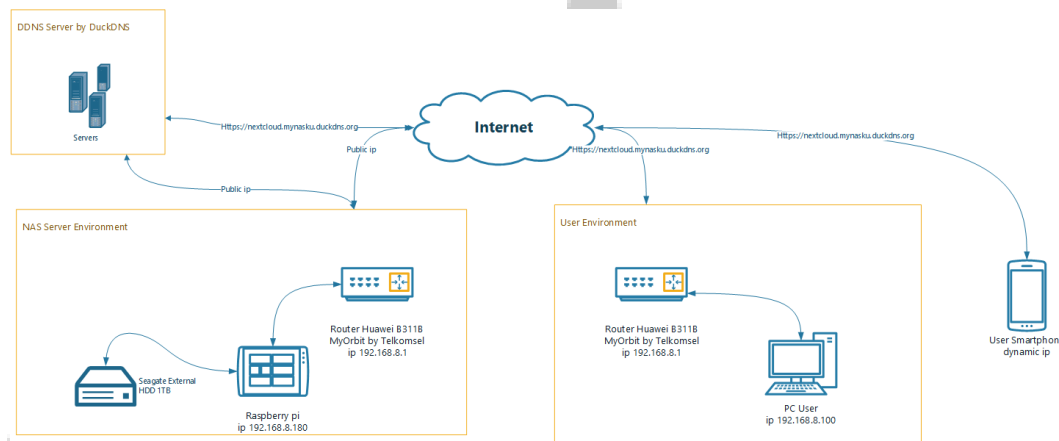 DDNS Server by DuckDNS
Servers
Https://nextcloud.mynasku.duckdns.org
Internet
Https://nextcloud.mynasku.duckdns.org
Public ip
Https://nextcloud.mynasku.duckdns.org
Public ip
NAS Server Environment
User Environment
Router Huawei B311B
MyOrbit by Telkomsel
ip 192.168.8.1
Router Huawei B311B
MyOrbit by Telkomsel
ip 192.168.8.1
User Smartphon
dynamic ip
Seagate External
HDD 1TB
Raspberry pi
ip 192.168.8.180
PC User
ip 192.168.8.100